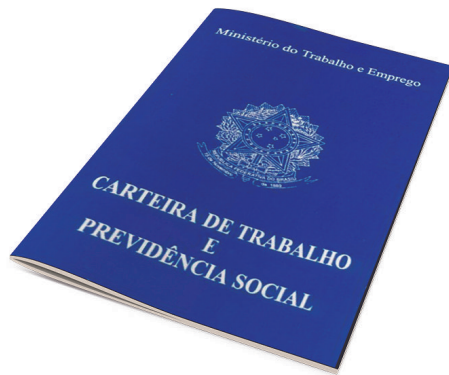 Ministério do Trabalho e Emprego
CARTEIRA DE TRABALHO
E
PREVIDÊNCIA SOCIAL